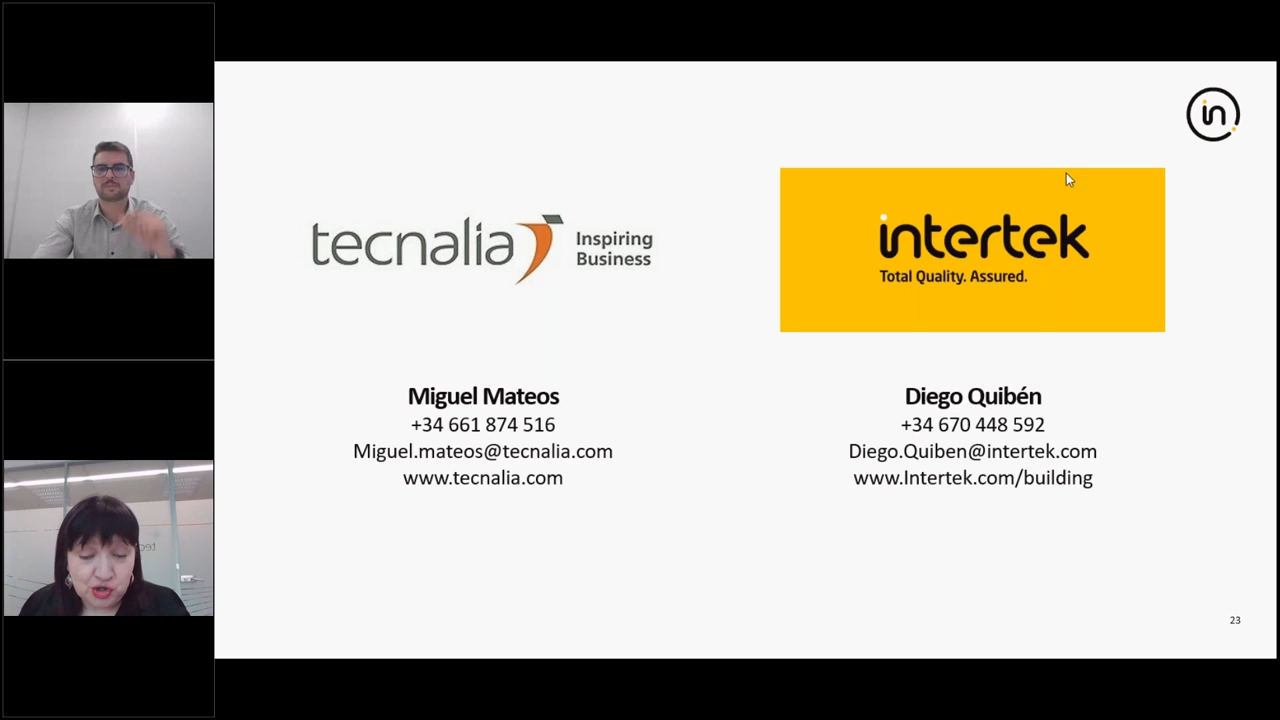 in
tecnalia
Inspiring
Business
intertek
Total Quality. Assured.
Miguel Mateos
+34 661 874 516
Miguel.mateos@tecnalia.com
www.tecnalia.com
Diego Quibén
+34 670 448 592
Diego.Quiben@intertek.com
www.Intertek.com/building
23